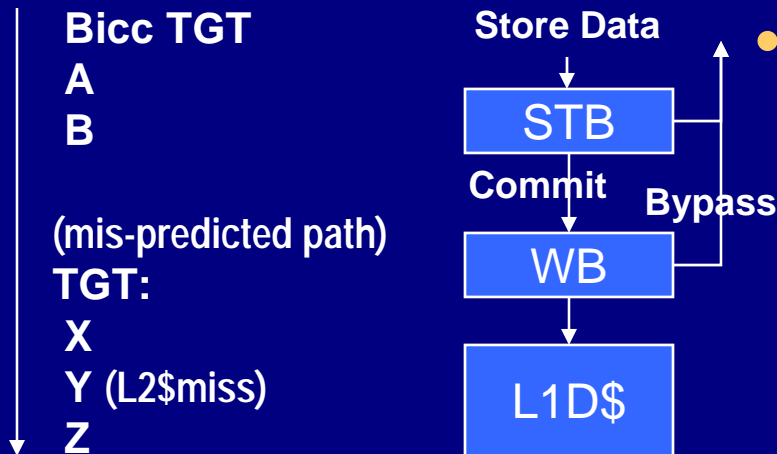 Bicc TGT
A
B
(mis-predicted path)
TGT:
X
Y (L2$miss)
Z
Store Data
STB
Commit
Bypass
WB
L1D$